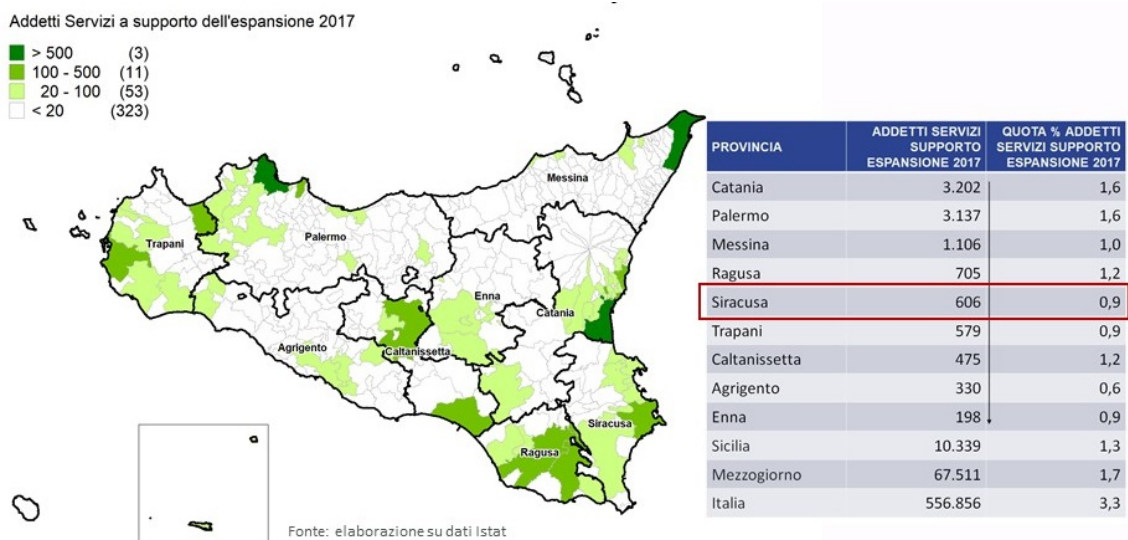 Addetti Servizi a supporto dell'espansione 2017
> 500 (3)
100 - 500 (11)
20 - 100 (53)
< 20 (323)
Messina
Trapani
Palermo
Enna
Catania
Agrigento
Caltanissetta
Siracusa
Ragusa
Fonte: elaborazione su dati Istat
PROVINCIA ADDETTI SERVIZI SUPPORTO ESPANSIONE 2017 QUOTA % ADDETTI SERVIZI SUPPORTO ESPANSIONE 2017
Catania 3.202 1,6
Palermo 3.137 1,6
Messina 1.106 1,0
Ragusa 705 1,2
Siracusa 606 0,9
Trapani 579 0,9
Caltanissetta 475 1,2
Agrigento 330 0,6
Enna 198 0,9
Sicilia 10.339 1,3
Mezzogiorno 67.511 1,7
Italia 556.856 3,3